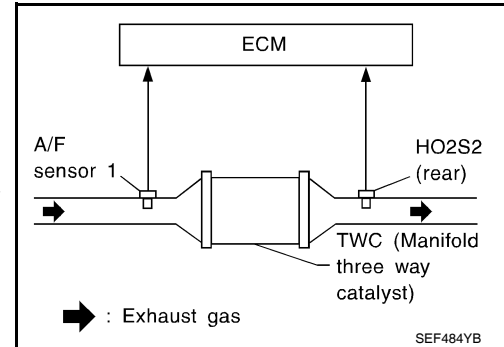 ECM
A/F
sensor 1
HO2S2
(rear)
TWC (Manifold
three way
catalyst)
: Exhaust gas
SEF484YB